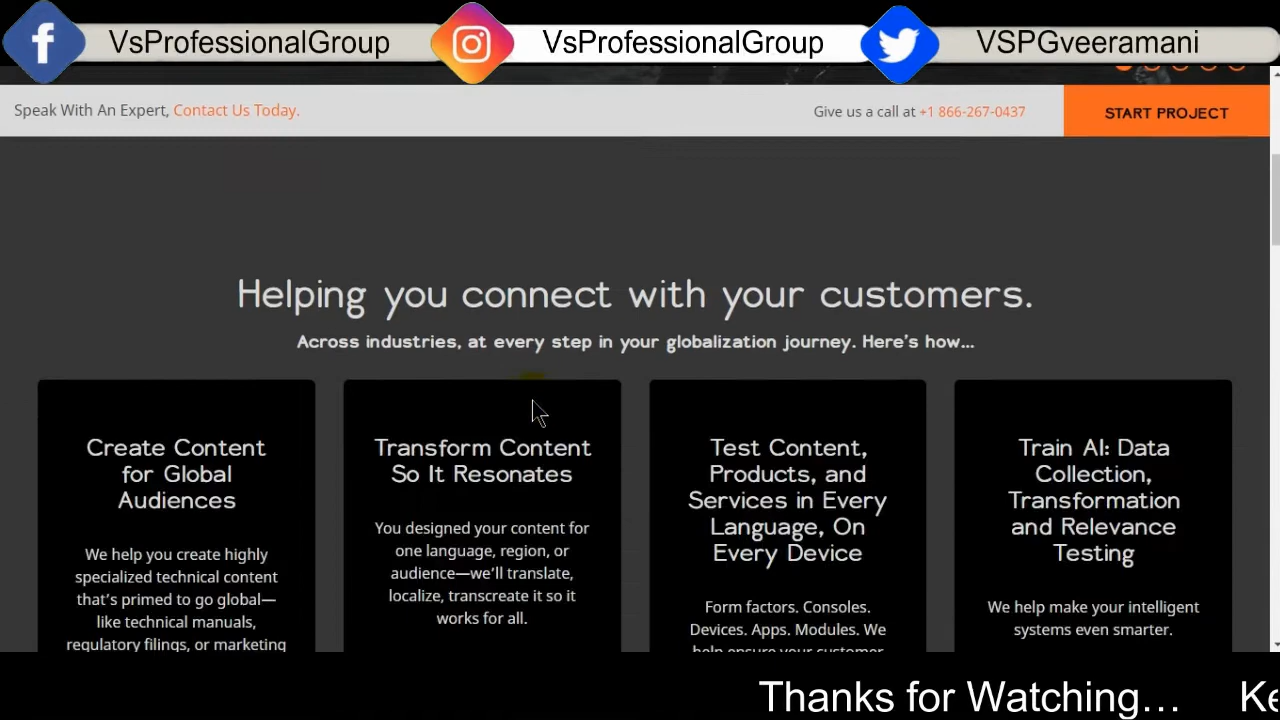 VsProfessionalGroup
VsProfessionalGroup
VSPGveeramani
Speak With An Expert, Contact Us Today.
Give us a call at +1 866-267-0437
START PROJECT
Helping you connect with your customers.
Across industries, at every step in your globalization journey. Here's how...
Create Content
for Global
Audiences
We help you create highly
specialized technical content
that's primed to go global—
like technical manuals,
regulatory filings, or marketing
Transform Content
So It Resonates
You designed your content for
one language, region, or
audience—we'll translate,
localize, transcreate it so it
works for all.
Test Content,
Products, and
Services in Every
Language, On
Every Device
Form factors. Consoles.
Devices. Apps. Modules. We
help ensure your customer
Train AI: Data
Collection,
Transformation
and Relevance
Testing
We help make your intelligent
systems even smarter.
Thanks for Watching...